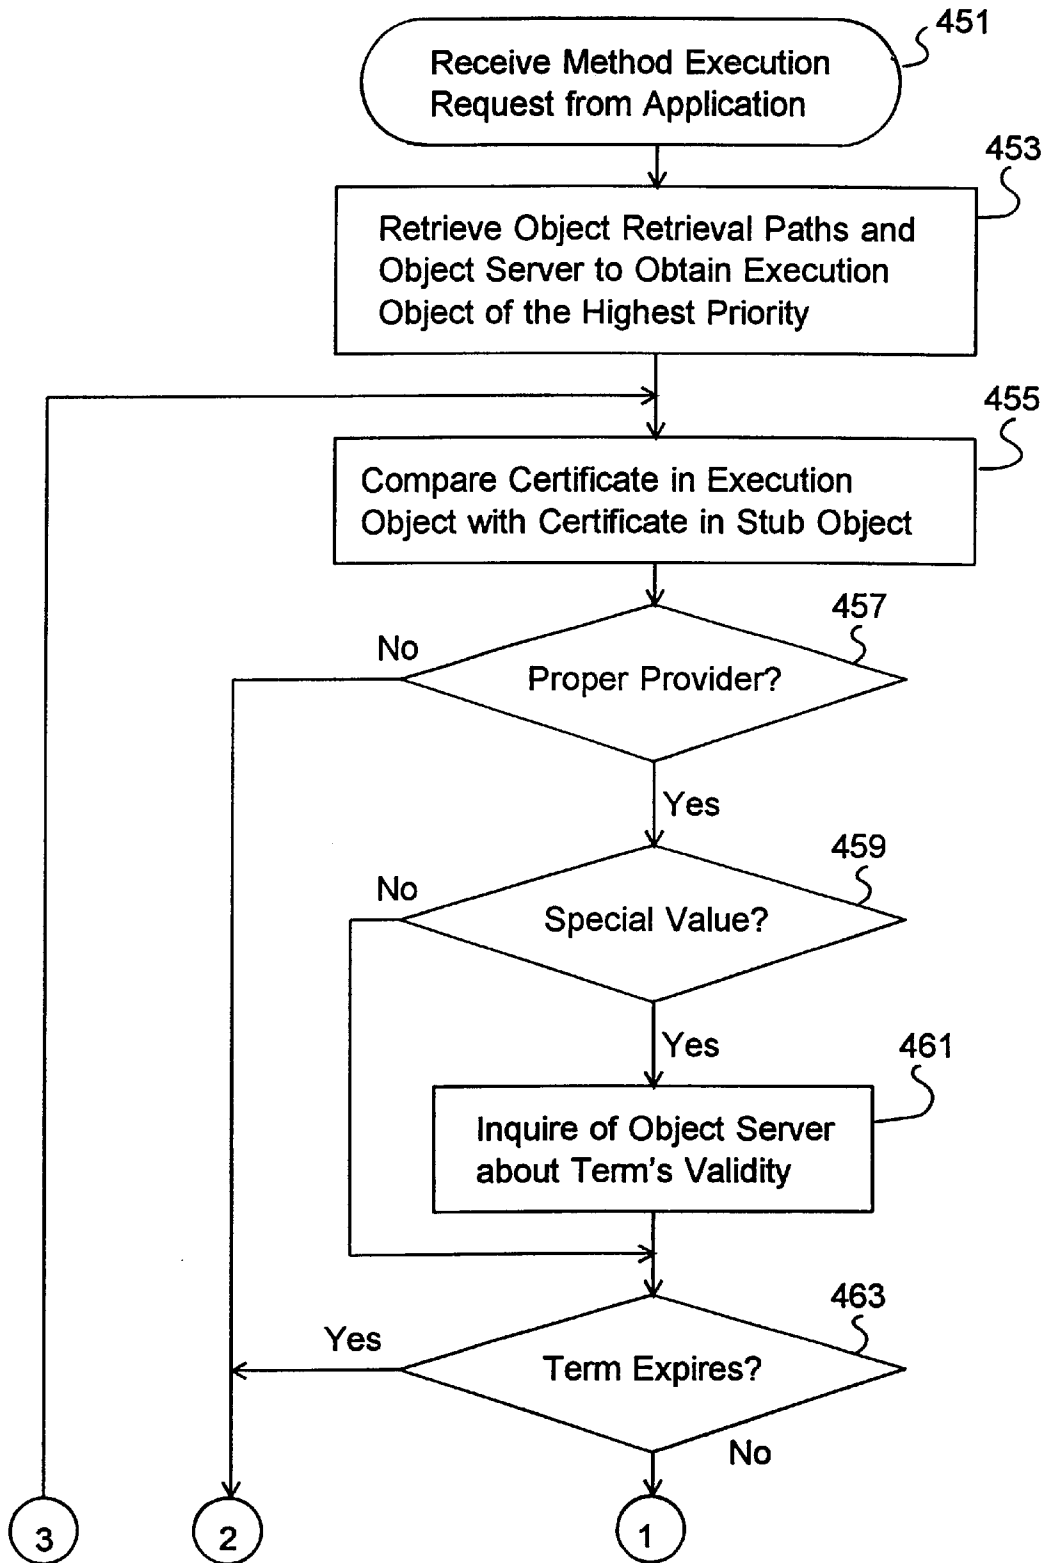 451
Receive Method Execution
Request from Application
453
Retrieve Object Retrieval Paths and
Object Server to Obtain Execution
Object of the Highest Priority
455
Compare Certificate in Execution
Object with Certificate in Stub Object
457
No
Proper Provider?
Yes
459
No
Special Value?
Yes
461
Inquire of Object Server
about Term's Validity
463
Yes
Term Expires?
No
3
2
1